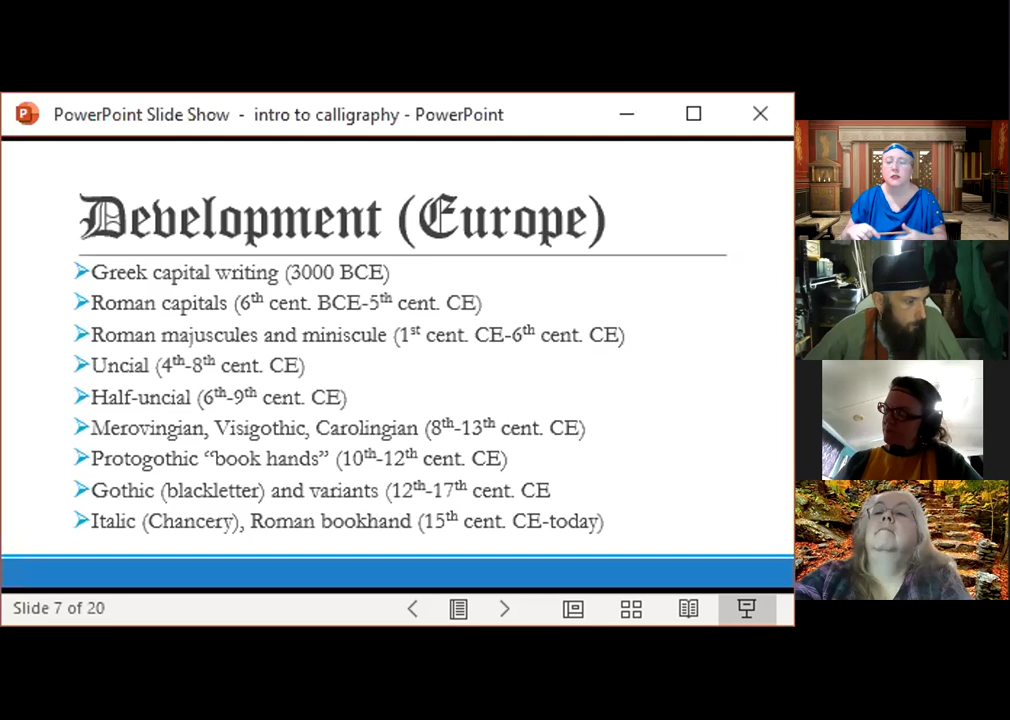 PowerPoint Slide Show - intro to calligraphy - PowerPoint
Development (Europe)
Greek capital writing (3000 BCE)
Roman capitals (6th cent. BCE-5th cent. CE)
Roman majuscules and miniscule (1st cent. CE-6th cent. CE)
Uncial (4th-8th cent. CE)
Half-uncial (6th-9th cent. CE)
Merovingian, Visigothic, Carolingian (8th-13th cent. CE)
Protogothic “book hands” (10th-12th cent. CE)
Gothic (blackletter) and variants (12th-17th cent. CE
Italic (Chancery), Roman bookhand (15th cent. CE-today)
Slide 7 of 20